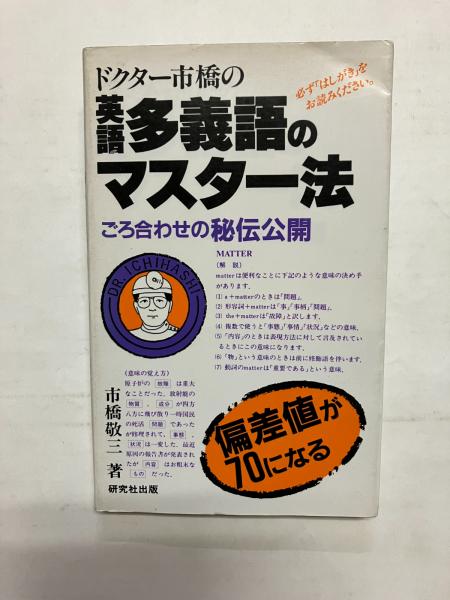 ドクター市橋の
必ず「はしがき」を
お読みください。
英語多義語の
マスター法
ごろ合わせの秘伝公開
DR. ICHIHASHI
MATTER
(解 説)
matterは便利なことに下記のような意味の決め手
があります。
(1) a+matterのときは「問題」。
(2) 形容詞+matterは「事」「事柄」「問題」。
(3) the+matterは「故障」と訳します。
(4) 複数で使うと「事態」「事情」「状況」などの意味。
(5) 「内容」のときは表現方法に対して言及されてい
るときにこの意味になります。
(6) 「物」という意味のときは前に修飾語を伴います。
(7) 動詞のmatterは「重要である」という意味。
(意味の覚え方)
原子炉の 故障 は重大
なことだった。放射能の
物質 , 成分 が四方
八方に飛び散り一時国民
の死活 問題 であった
が修理されて, 事態 ,
状況 は一変した。最近
原因の報告書が発表され
たが 内容 はお粗末な
もの だった。
市橋敬三 著
偏差値が
70になる
研究社出版